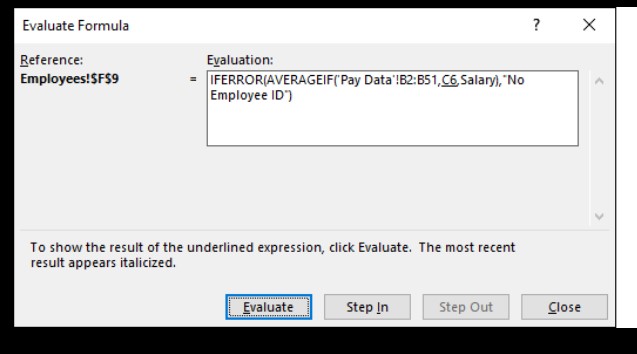 Evaluate Formula ? ×
Reference: Evaluation:
Employees!$F$9 = IFERROR(AVERAGEIF('Pay Data'!B2:B51,C6,Salary),"No
Employee ID")
To show the result of the underlined expression, click Evaluate. The most recent
result appears italicized.
Evaluate Step In Step Out Close